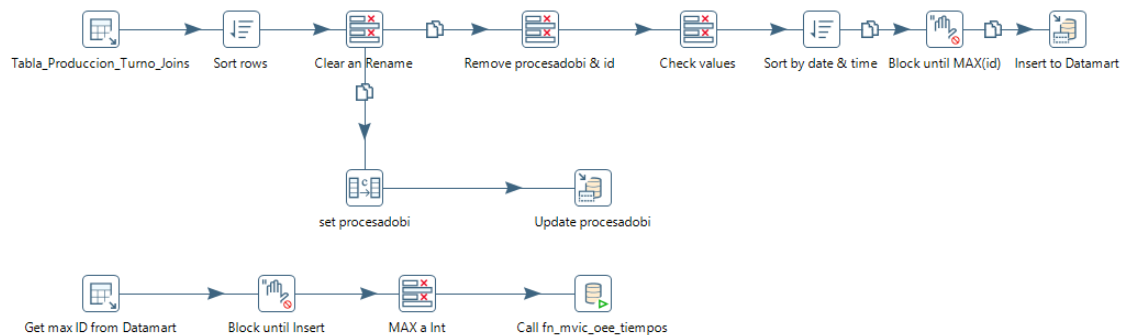 Tabla_Produccion_Turno_Joins
Sort rows
Clear an Rename
Remove procesadobi & id
Check values
Sort by date & time
Block until MAX(id)
Insert to Datamart
set procesadobi
Update procesadobi
Get max ID from Datamart
Block until Insert
MAX a Int
Call fn_mvic_oee_tiempos